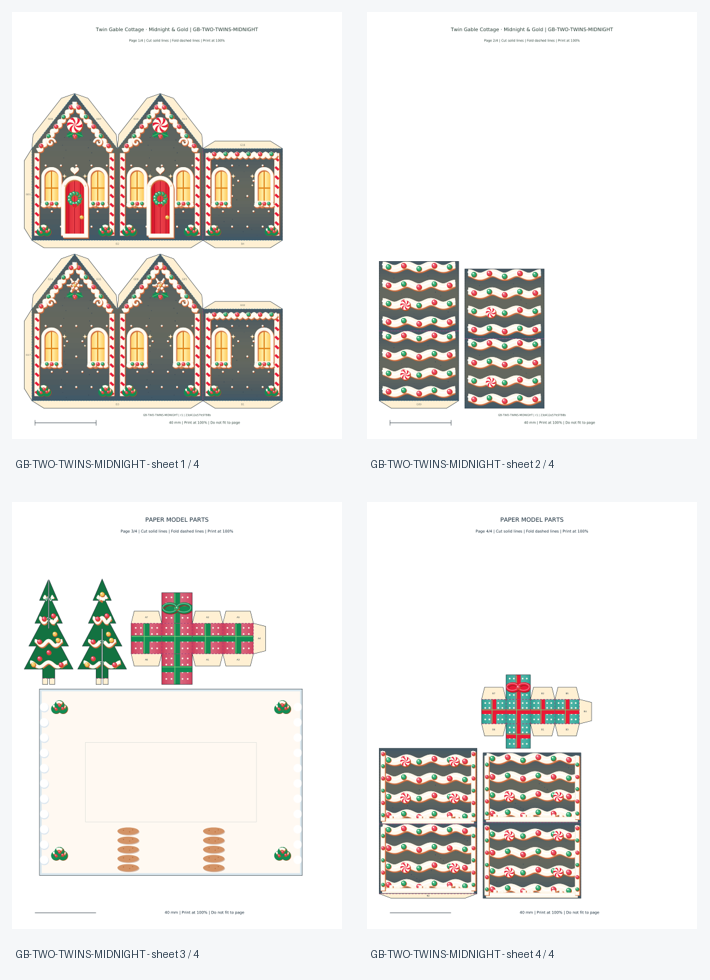 Twin Gable Cottage · Midnight & Gold | GB-TWO-TWINS-MIDNIGHT
Page 1/4 | Cut solid lines | Fold dashed lines | Print at 100%
40 mm | Print at 100% | Do not fit to page
GB-TWO-TWINS-MIDNIGHT - sheet 1 / 4
Twin Gable Cottage · Midnight & Gold | GB-TWO-TWINS-MIDNIGHT
Page 2/4 | Cut solid lines | Fold dashed lines | Print at 100%
40 mm | Print at 100% | Do not fit to page
GB-TWO-TWINS-MIDNIGHT - sheet 2 / 4
PAPER MODEL PARTS
Page 3/4 | Cut solid lines | Fold dashed lines | Print at 100%
40 mm | Print at 100% | Do not fit to page
GB-TWO-TWINS-MIDNIGHT - sheet 3 / 4
PAPER MODEL PARTS
Page 4/4 | Cut solid lines | Fold dashed lines | Print at 100%
40 mm | Print at 100% | Do not fit to page
GB-TWO-TWINS-MIDNIGHT - sheet 4 / 4